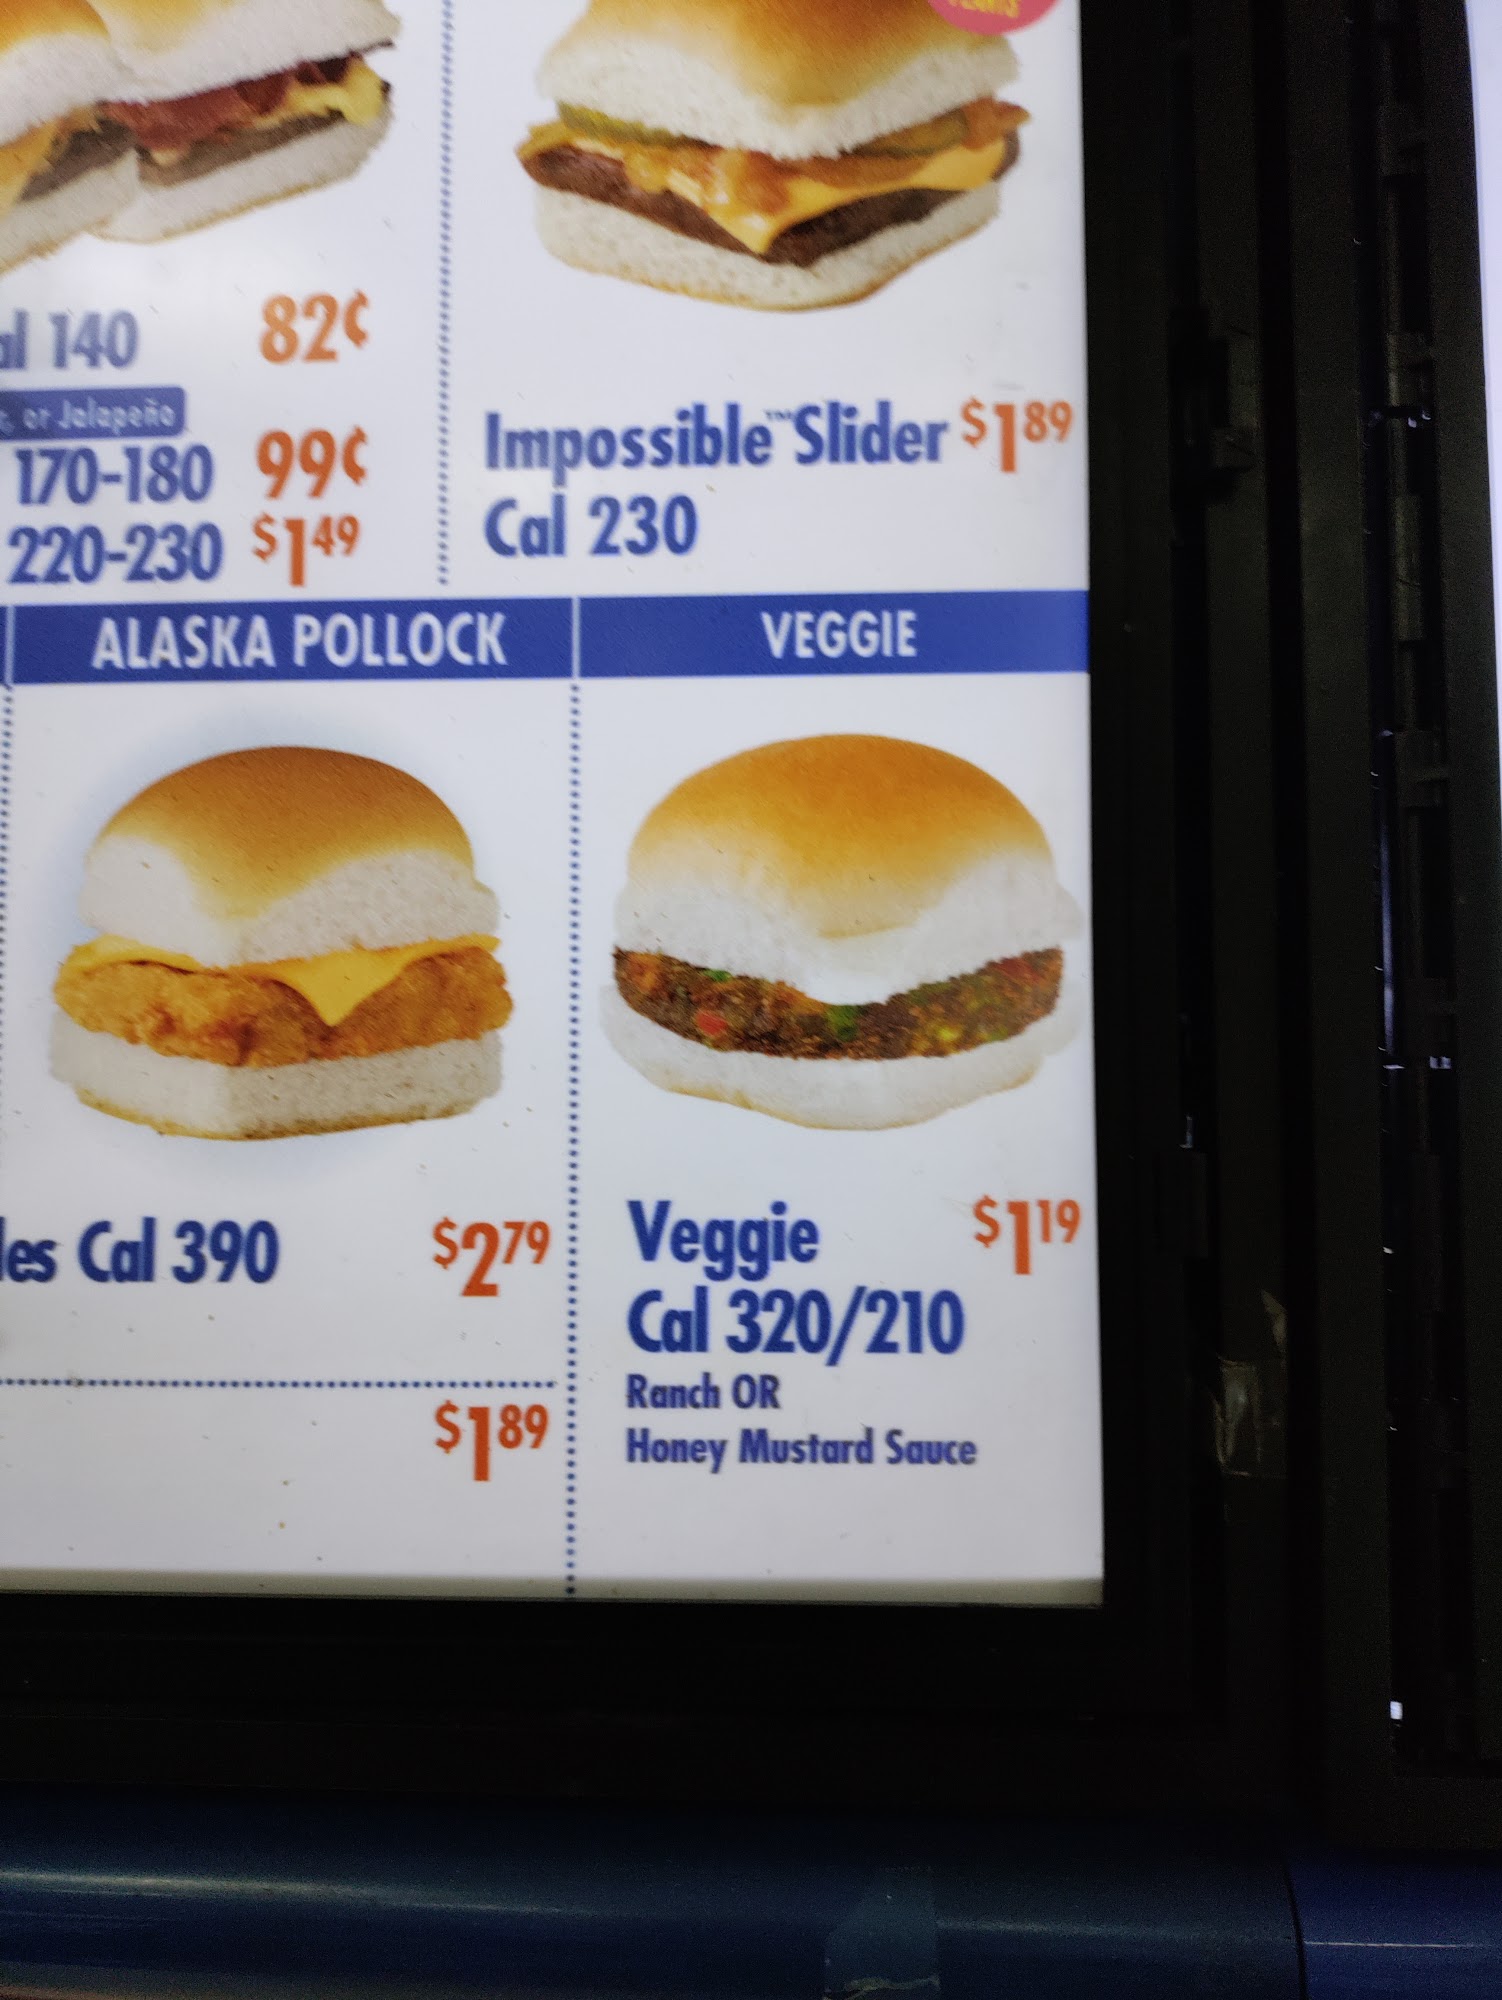 al 140 82¢
, or Jalapeño
170-180 99¢
220-230 $1 49
Impossible™ Slider $1 89
Cal 230
ALASKA POLLOCK
VEGGIE
les Cal 390 $2 79
$1 89
Veggie $1 19
Cal 320/210
Ranch OR
Honey Mustard Sauce